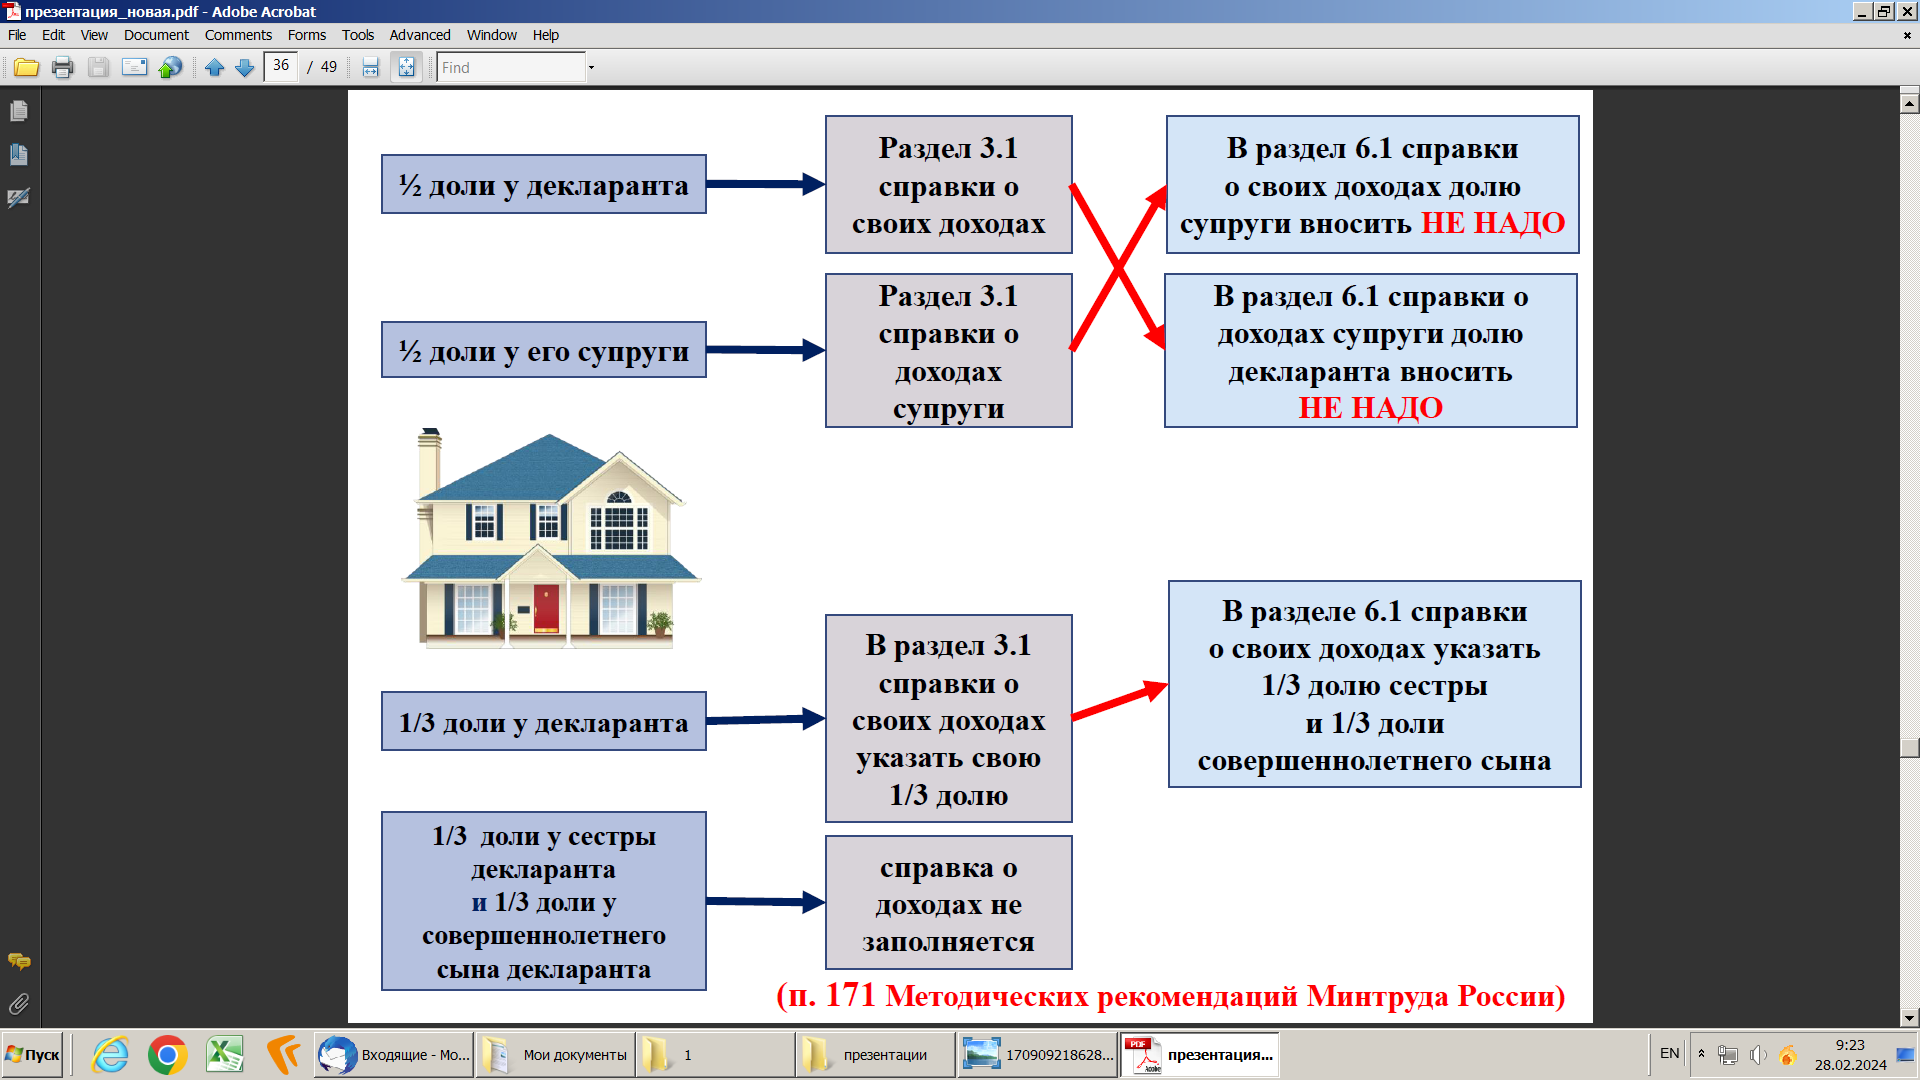 презентация_новая.pdf - Adobe Acrobat
File Edit View Document Comments Forms Tools Advanced Window Help
36 / 49 Find
½ доли у декларанта
Раздел 3.1
справки о
своих доходах
В раздел 6.1 справки
о своих доходах долю
супруги вносить НЕ НАДО
½ доли у его супруги
Раздел 3.1
справки о
доходах
супруги
В раздел 6.1 справки о
доходах супруги долю
декларанта вносить
НЕ НАДО
1/3 доли у декларанта
В раздел 3.1
справки о
своих доходах
указать свою
1/3 долю
В разделе 6.1 справки
о своих доходах указать
1/3 долю сестры
и 1/3 доли
совершеннолетнего сына
1/3 доли у сестры
декларанта
и 1/3 доли у
совершеннолетнего
сына декларанта
справка о
доходах не
заполняется
(п. 171 Методических рекомендаций Минтруда России)
Пуск
Входящие - Mo...
Мои документы
1
презентации
170909218628...
презентация...
EN
9:23
28.02.2024